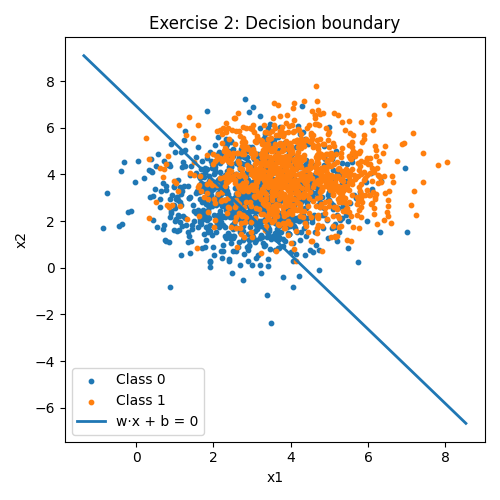 Exercise 2: Decision boundary
x2
8
6
4
2
0
−2
−4
−6
Class 0
Class 1
w·x + b = 0
0 2 4 6 8
x1